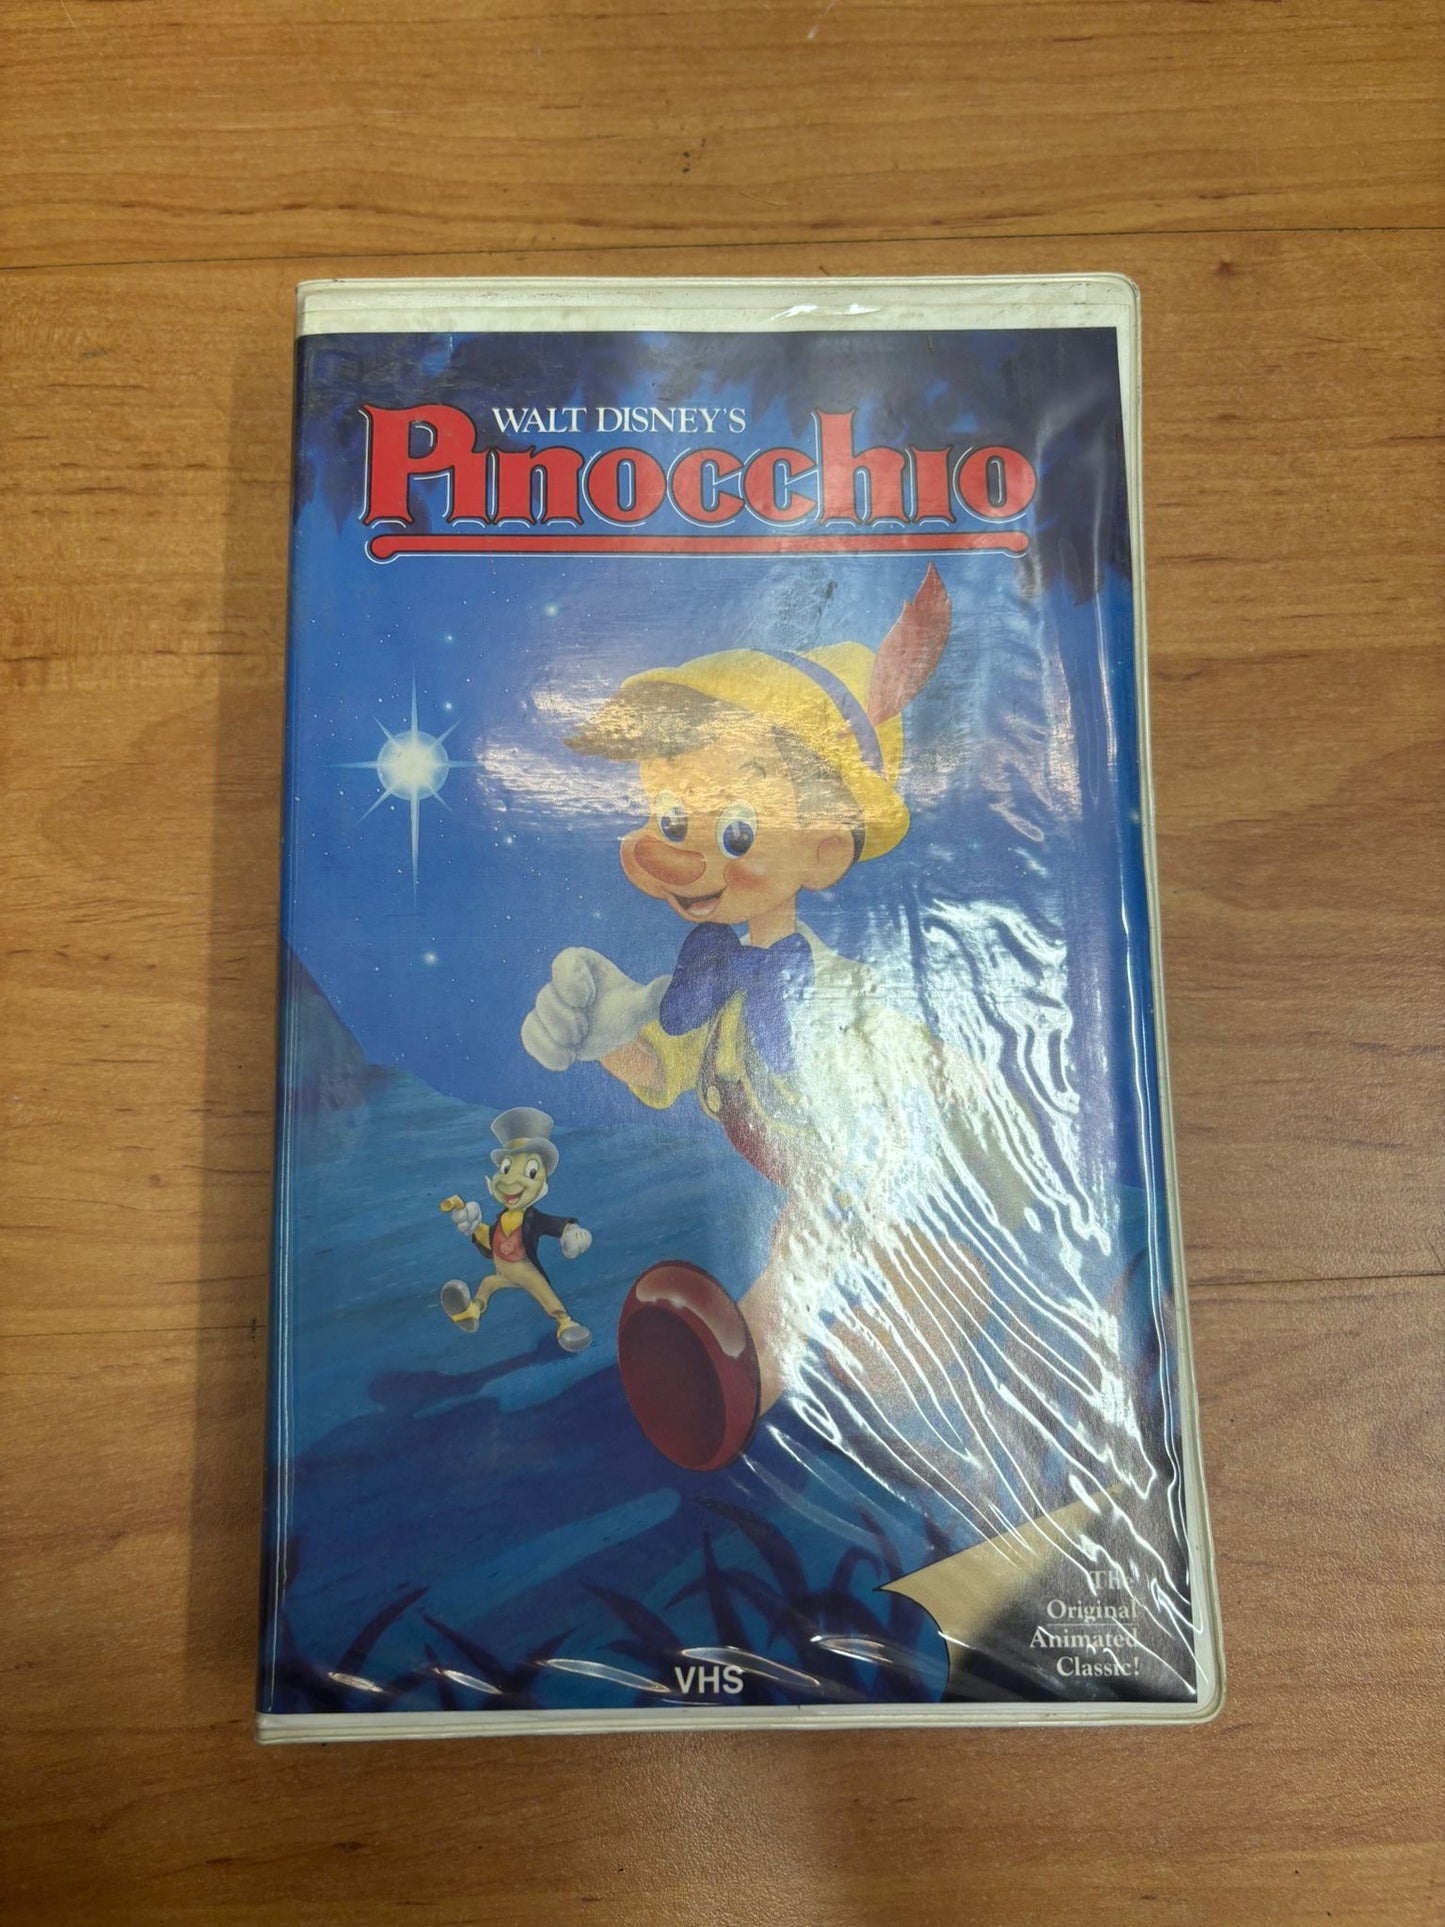 WALT DISNEY'S
Pinocchio
The
Original
Animated
Classic!
VHS